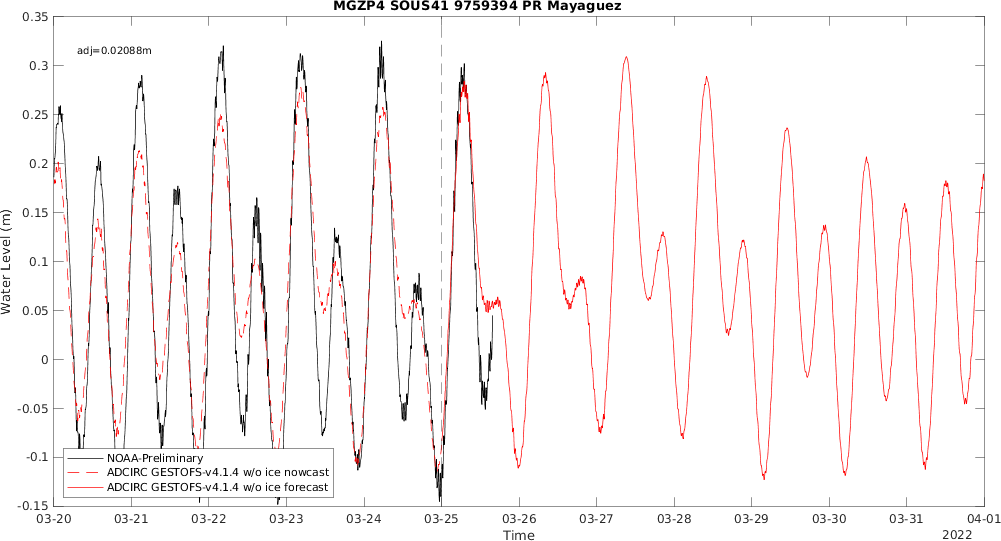 MGZP4 SOUS41 9759394 PR Mayaguez
adj=0.02088m
Water Level (m)
0.35
0.3
0.25
0.2
0.15
0.1
0.05
0
-0.05
-0.1
-0.15
NOAA-Preliminary
ADCIRC GESTOFS-v4.1.4 w/o ice nowcast
ADCIRC GESTOFS-v4.1.4 w/o ice forecast
03-20 03-21 03-22 03-23 03-24 03-25 03-26 03-27 03-28 03-29 03-30 03-31 04-01
Time
2022